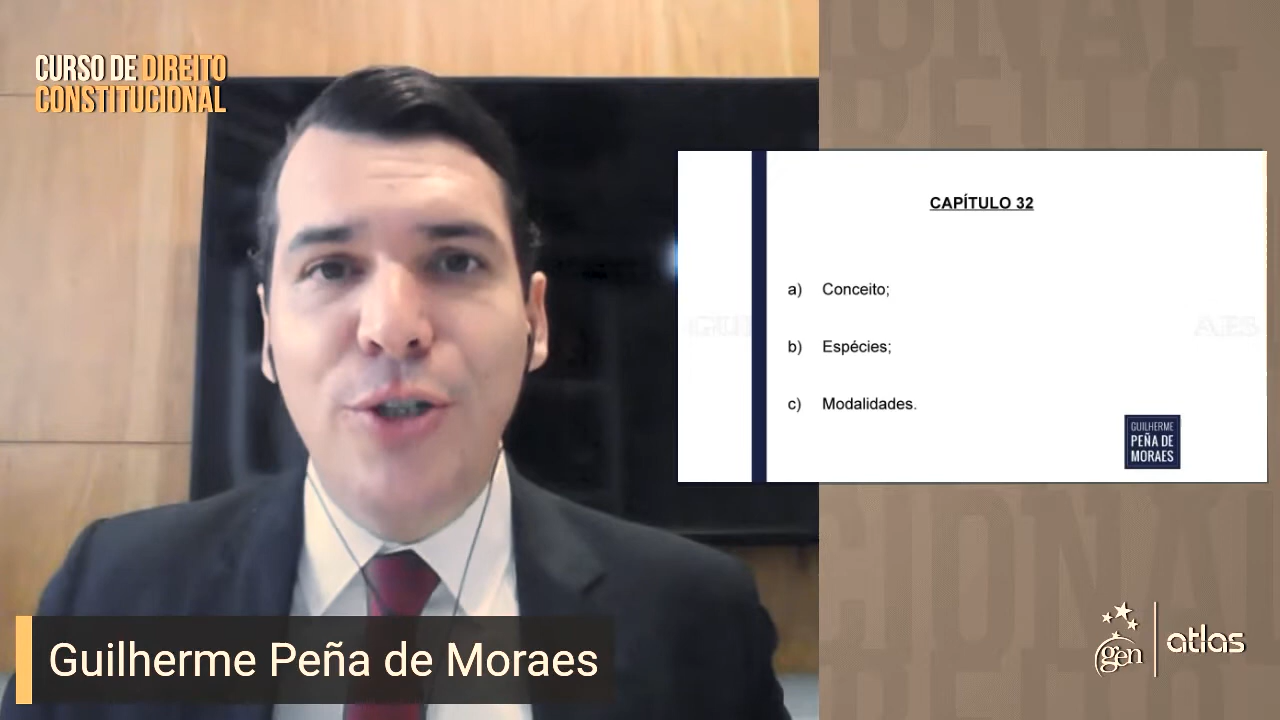 CURSO DE DIREITO
CONSTITUCIONAL
CAPÍTULO 32
a) Conceito;
b) Espécies;
c) Modalidades.
GUILHERME
PEÑA DE
MORAES
Guilherme Peña de Moraes
gen atlas